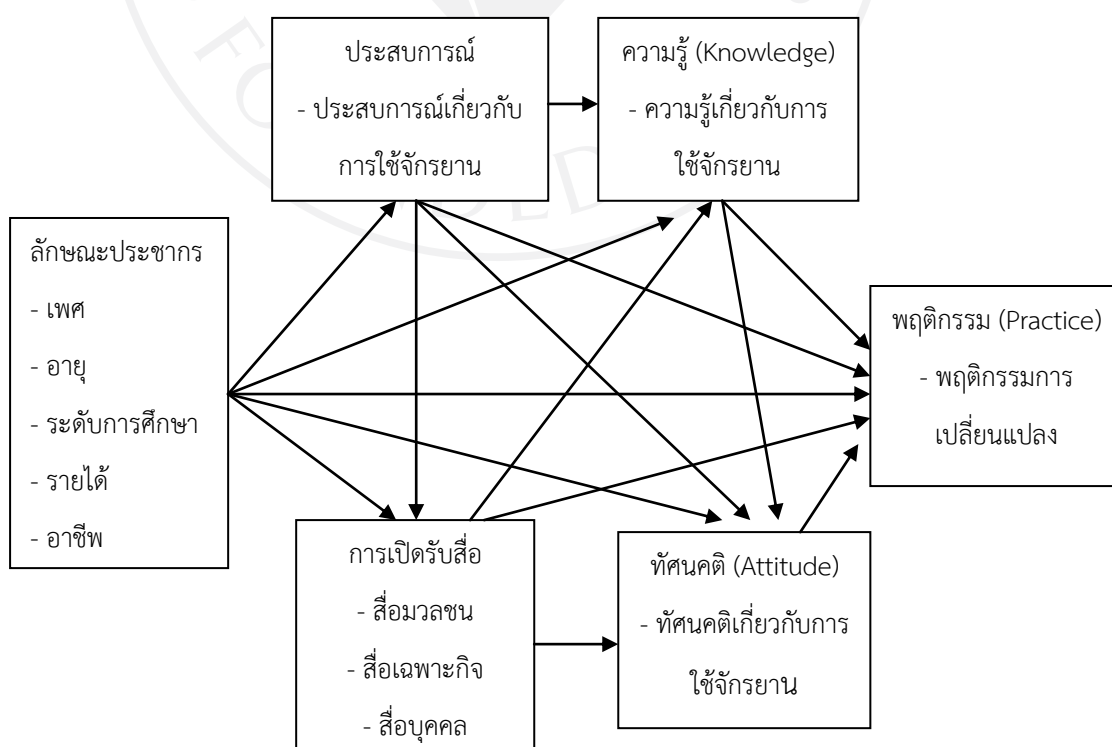 ประสบการณ์
- ประสบการณ์เกี่ยวกับ
การใช้จักรยาน
ความรู้ (Knowledge)
- ความรู้เกี่ยวกับการ
ใช้จักรยาน
ลักษณะประชากร
- เพศ
- อายุ
- ระดับการศึกษา
- รายได้
- อาชีพ
พฤติกรรม (Practice)
- พฤติกรรมการ
เปลี่ยนแปลง
การเปิดรับสื่อ
- สื่อมวลชน
- สื่อเฉพาะกิจ
- สื่อบุคคล
ทัศนคติ (Attitude)
- ทัศนคติเกี่ยวกับการ
ใช้จักรยาน